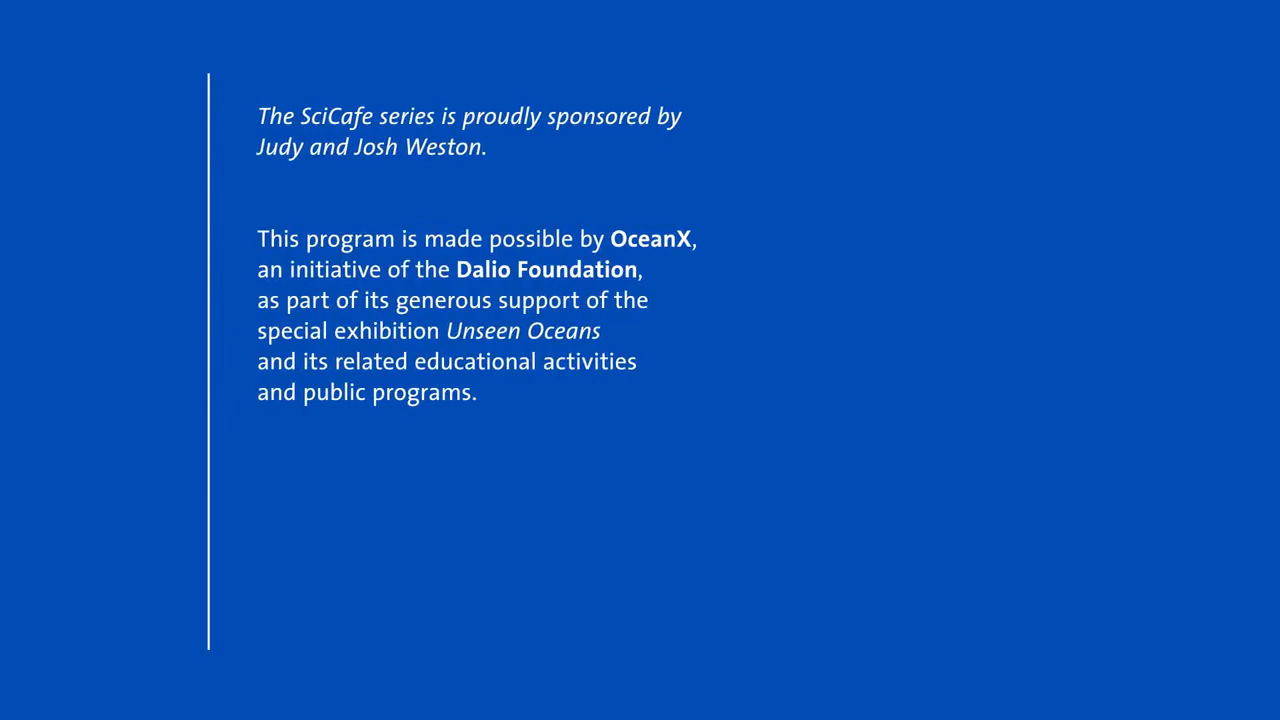 The SciCafe series is proudly sponsored by
Judy and Josh Weston.
This program is made possible by OceanX,
an initiative of the Dalio Foundation,
as part of its generous support of the
special exhibition Unseen Oceans
and its related educational activities
and public programs.